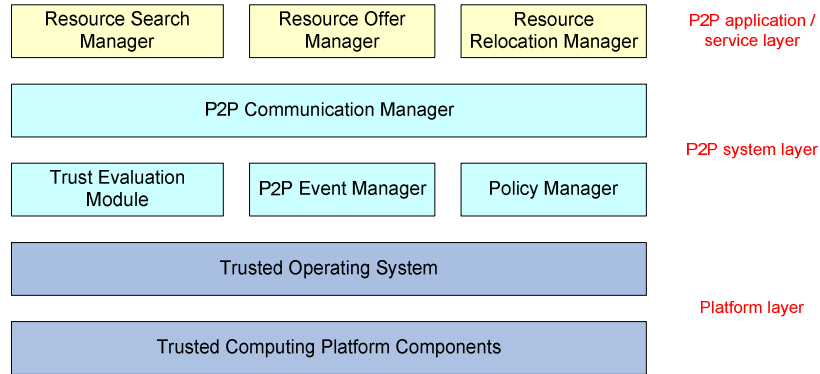 Resource Search
Manager
Resource Offer
Manager
Resource
Relocation Manager
P2P application /
service layer
P2P Communication Manager
P2P system layer
Trust Evaluation
Module
P2P Event Manager
Policy Manager
Trusted Operating System
Platform layer
Trusted Computing Platform Components